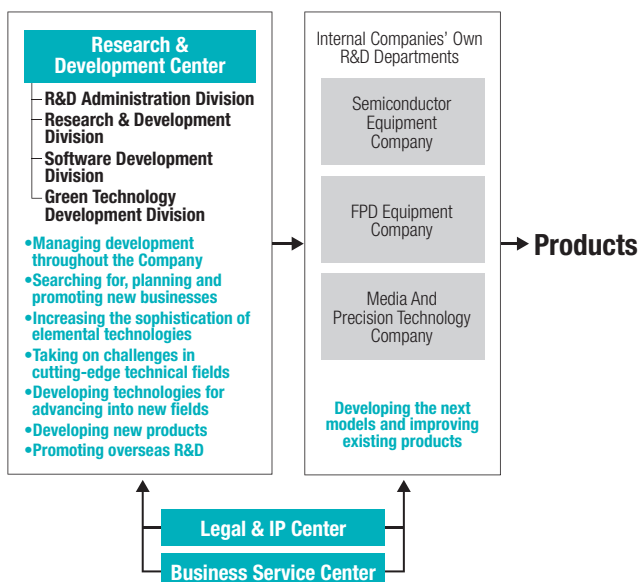 Research &
Development Center
R&D Administration Division
Research & Development
Division
Software Development
Division
Green Technology
Development Division
•Managing development
throughout the Company
•Searching for, planning and
promoting new businesses
•Increasing the sophistication of
elemental technologies
•Taking on challenges in
cutting-edge technical fields
•Developing technologies for
advancing into new fields
•Developing new products
•Promoting overseas R&D
Internal Companies’ Own
R&D Departments
Semiconductor
Equipment
Company
FPD Equipment
Company
Media And
Precision Technology
Company
Developing the next
models and improving
existing products
Products
Legal & IP Center
Business Service Center